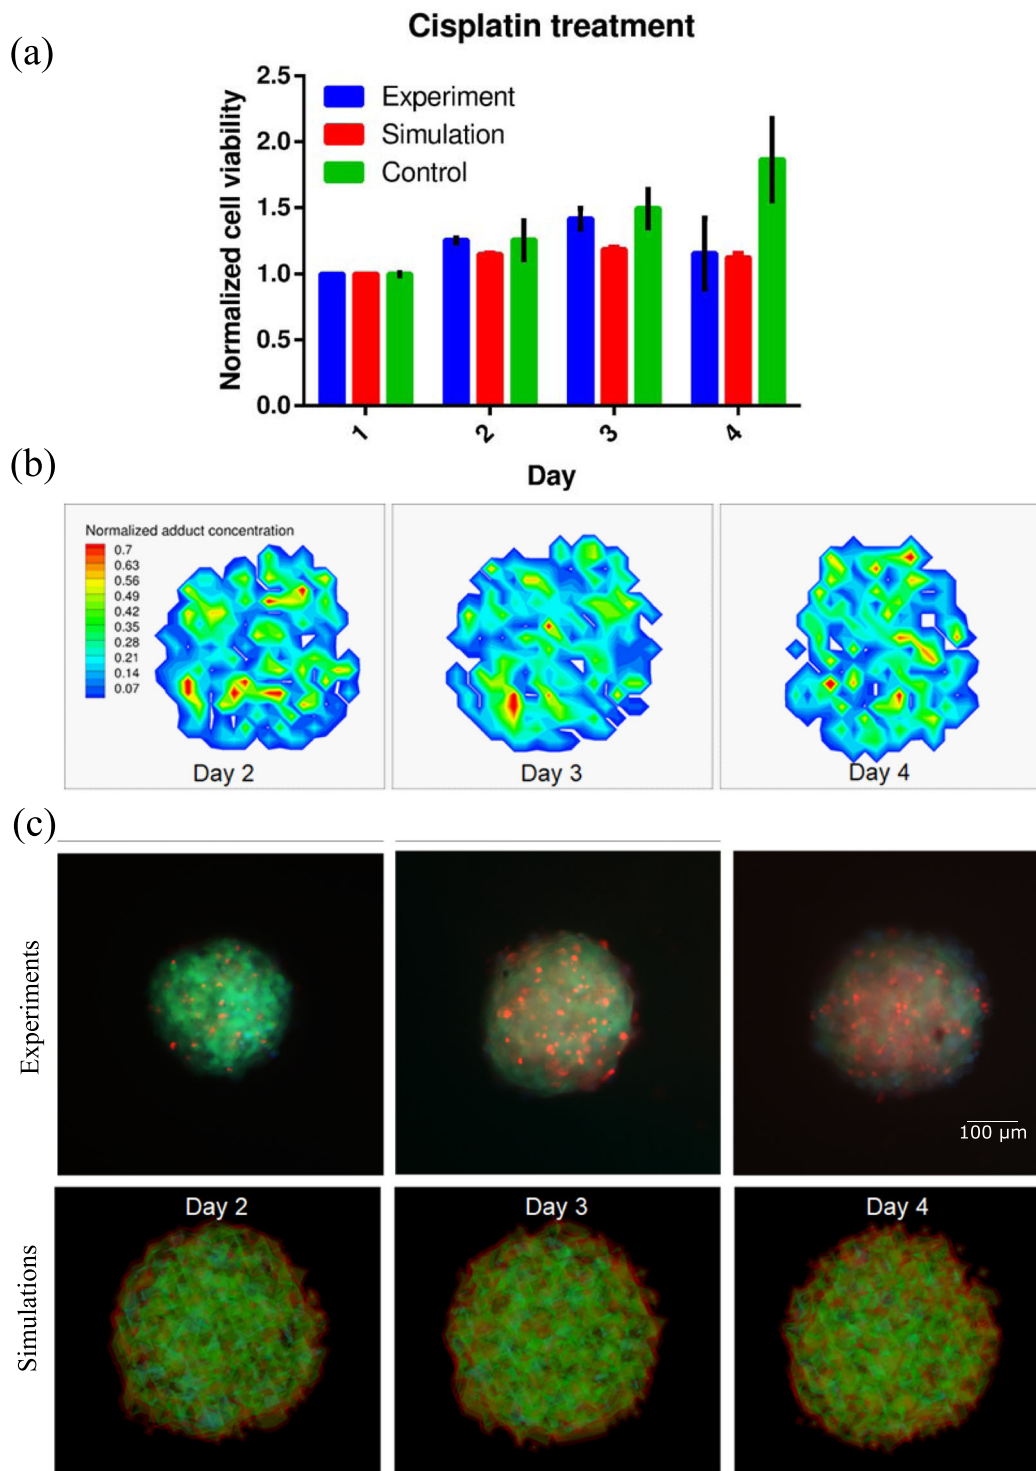 Cisplatin treatment
(a)
Normalized cell viability
2.5
2.0
1.5
1.0
0.5
0.0
Experiment
Simulation
Control
1 2 3 4
Day
(b)
Normalized adduct concentration
0.7
0.63
0.56
0.49
0.42
0.35
0.28
0.21
0.14
0.07
Day 2 Day 3 Day 4
(c)
Experiments
100 μm
Simulations
Day 2 Day 3 Day 4